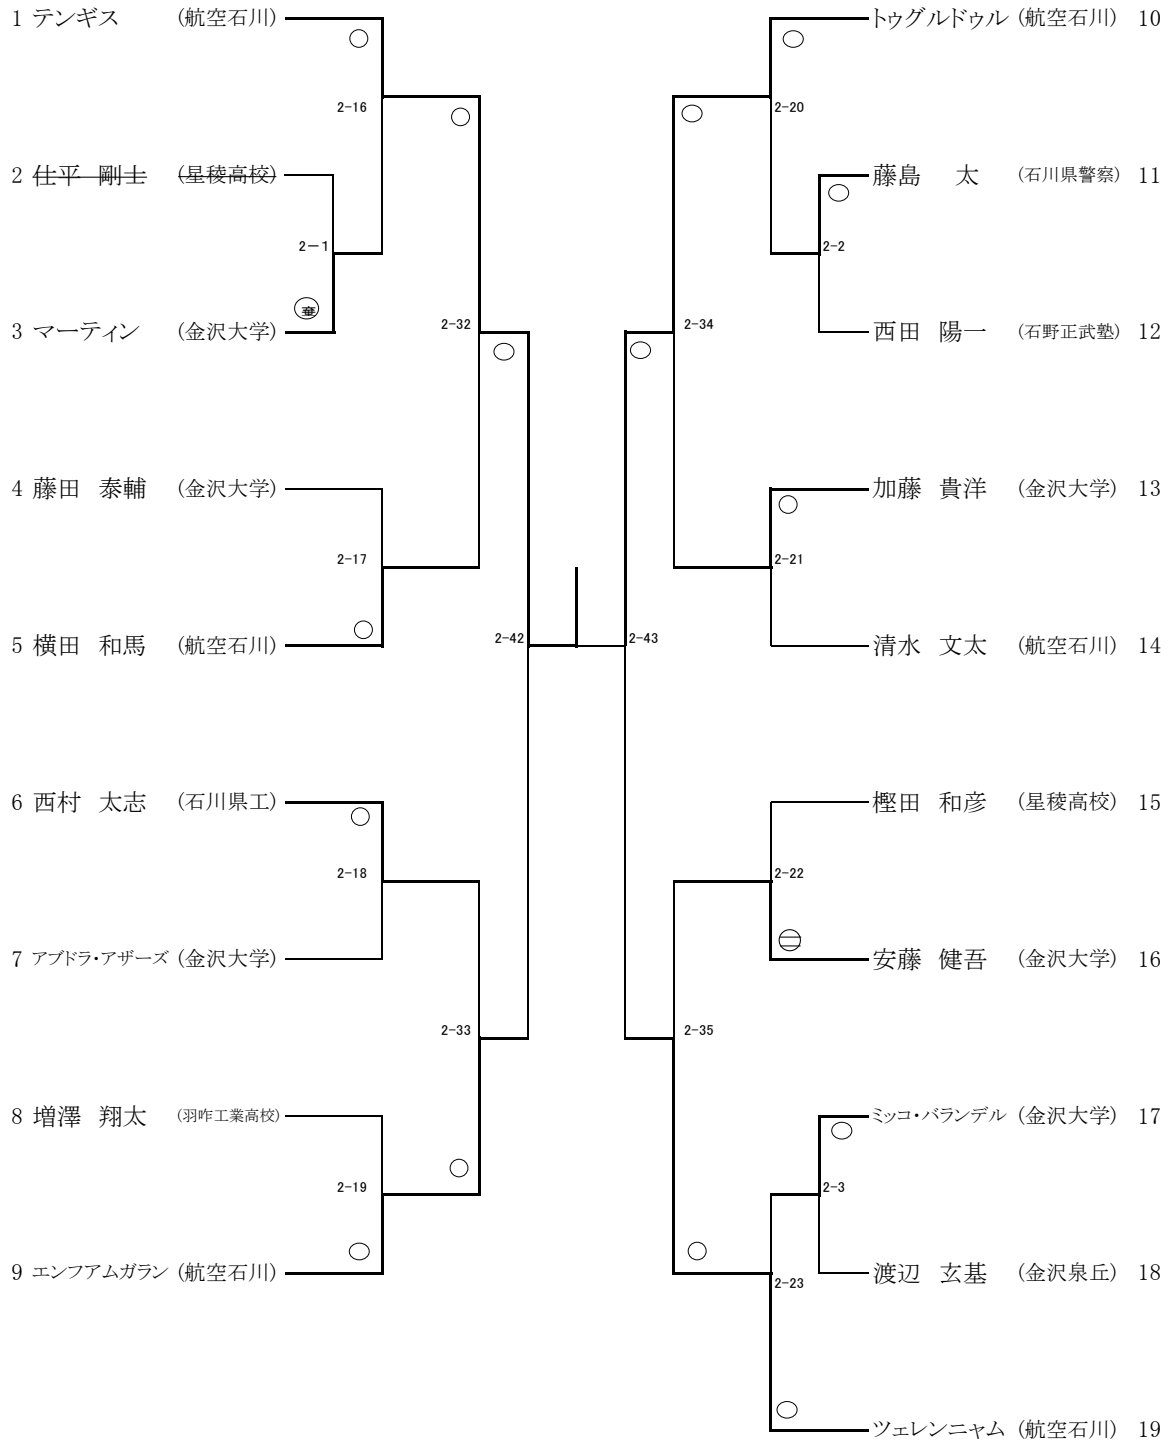 1 テンギス (航空石川)
2-16
2 仕平 剛士 (星稜高校)
2－1
棄
3 マーティン (金沢大学)
2-32
4 藤田 泰輔 (金沢大学)
2-17
5 横田 和馬 (航空石川)
2-42
6 西村 太志 (石川県工)
2-18
7 アブドラ・アザーズ (金沢大学)
2-33
8 増澤 翔太 (羽咋工業高校)
2-19
9 エンフアムガラン (航空石川)
トゥグルドゥル (航空石川) 10
2-20
藤島 太 (石川県警察) 11
2-2
西田 陽一 (石野正武塾) 12
2-34
加藤 貴洋 (金沢大学) 13
2-21
清水 文太 (航空石川) 14
2-43
樫田 和彦 (星稜高校) 15
2-22
安藤 健吾 (金沢大学) 16
2-35
ミッコ・バランデル (金沢大学) 17
2-3
渡辺 玄基 (金沢泉丘) 18
2-23
ツェレンニャム (航空石川) 19